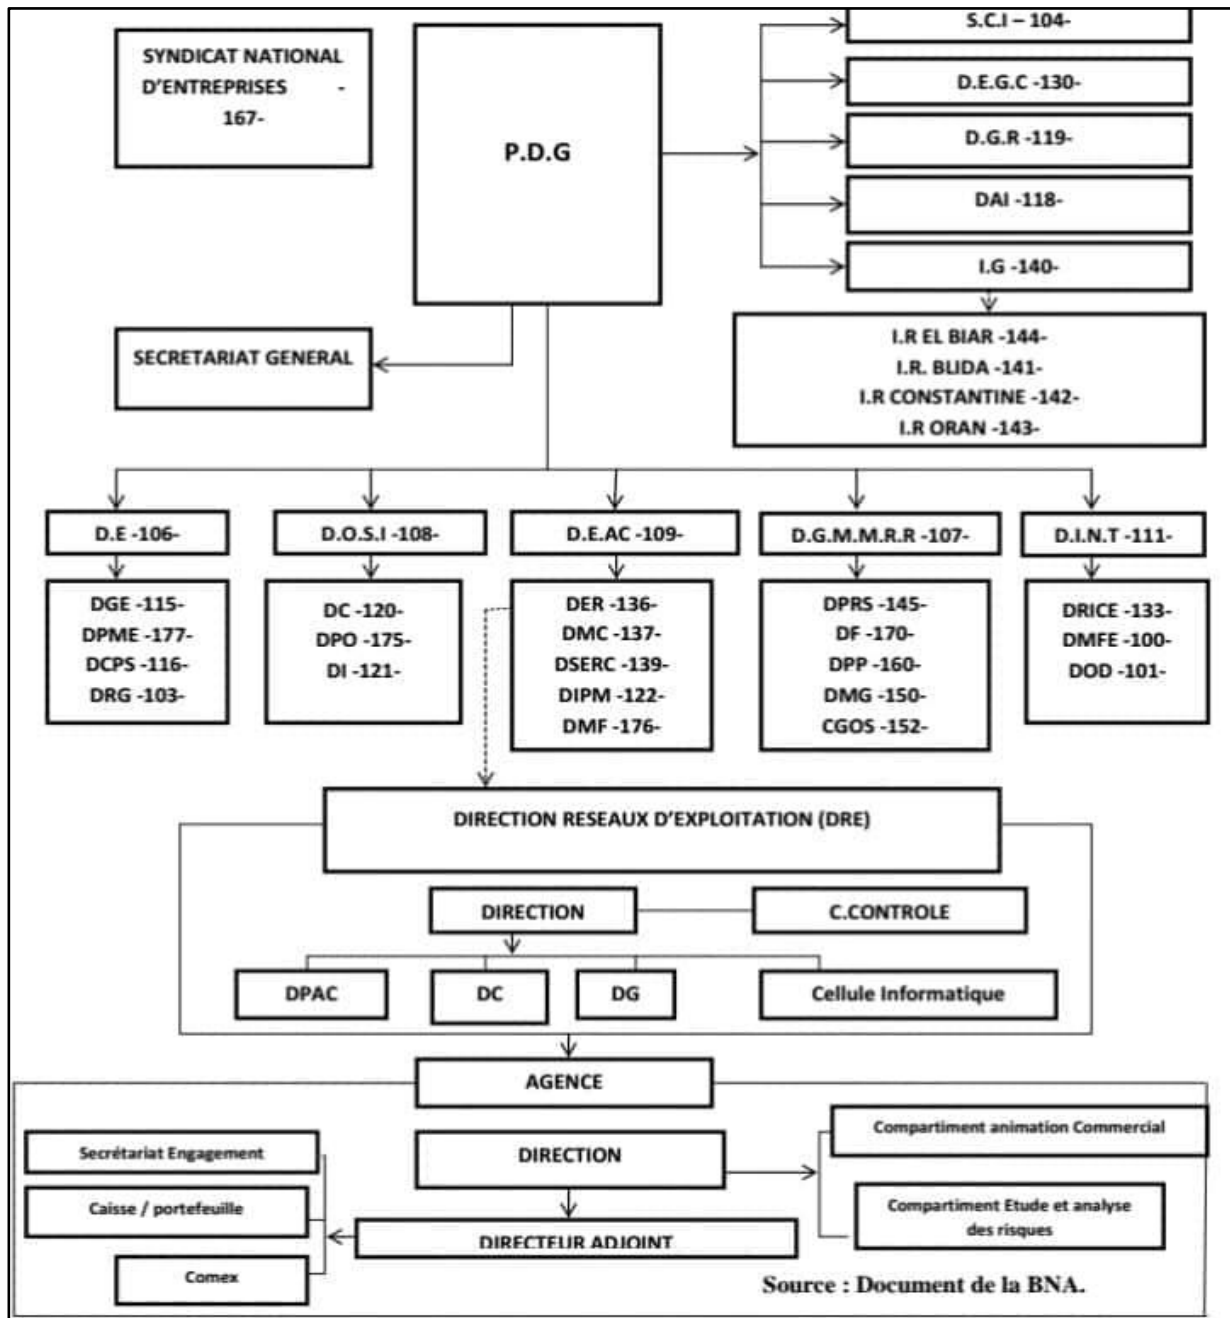 SYNDICAT NATIONAL
D'ENTREPRISES -
167-
P.D.G
S.C.I – 104-
D.E.G.C -130-
D.G.R -119-
DAI -118-
I.G -140-
I.R EL BIAR -144-
I.R. BLIDA -141-
I.R CONSTANTINE -142-
I.R ORAN -143-
SECRETARIAT GENERAL
D.E -106-
D.O.S.I -108-
D.E.AC -109-
D.G.M.M.R.R -107-
D.I.N.T -111-
DGE -115-
DPME -177-
DCPS -116-
DRG -103-
DC -120-
DPO -175-
DI -121-
DER -136-
DMC -137-
DSERC -139-
DIPM -122-
DMF -176-
DPRS -145-
DF -170-
DPP -160-
DMG -150-
CGOS -152-
DRICE -133-
DMFE -100-
DOD -101-
DIRECTION RESEAUX D'EXPLOITATION (DRE)
DIRECTION
C.CONTROLE
DPAC
DC
DG
Cellule Informatique
AGENCE
DIRECTION
Secrétariat Engagement
Caisse / portefeuille
Comex
DIRECTEUR ADJOINT
Compartiment animation Commercial
Compartiment Etude et analyse
des risques
Source : Document de la BNA.